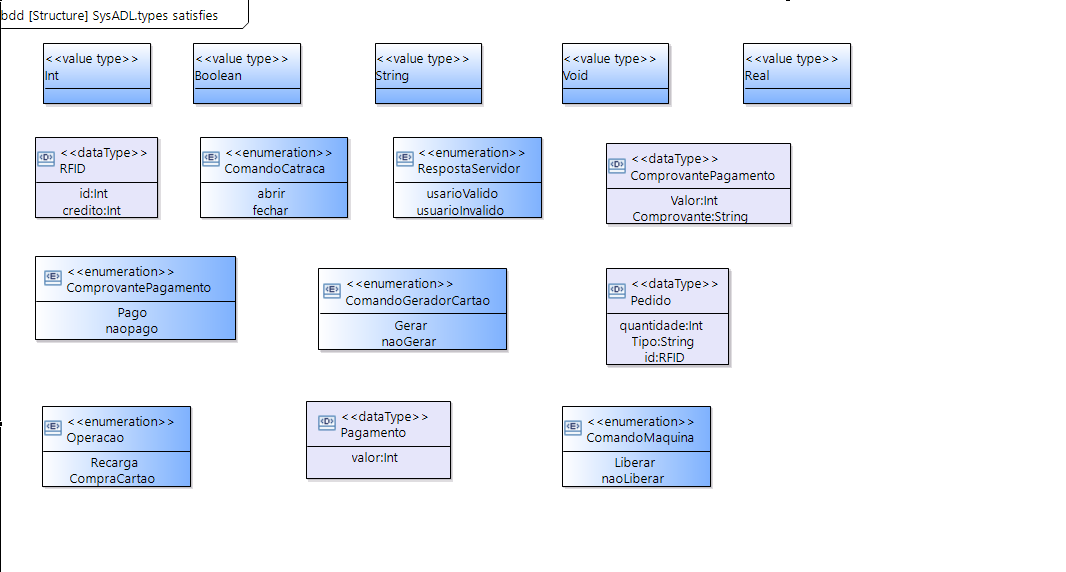 bdd [Structure] SysADL.types satisfies
<<value type>>
Int
<<value type>>
Boolean
<<value type>>
String
<<value type>>
Void
<<value type>>
Real
<<dataType>>
RFID
id:Int
credito:Int
<<enumeration>>
ComandoCatraca
abrir
fechar
<<enumeration>>
RespostaServidor
usarioValido
usuarioInvalido
<<dataType>>
ComprovantePagamento
Valor:Int
Comprovante:String
<<enumeration>>
ComprovantePagamento
Pago
naopago
<<enumeration>>
ComandoGeradorCartao
Gerar
naoGerar
<<dataType>>
Pedido
quantidade:Int
Tipo:String
id:RFID
<<enumeration>>
Operacao
Recarga
CompraCartao
<<dataType>>
Pagamento
valor:Int
<<enumeration>>
ComandoMaquina
Liberar
naoLiberar